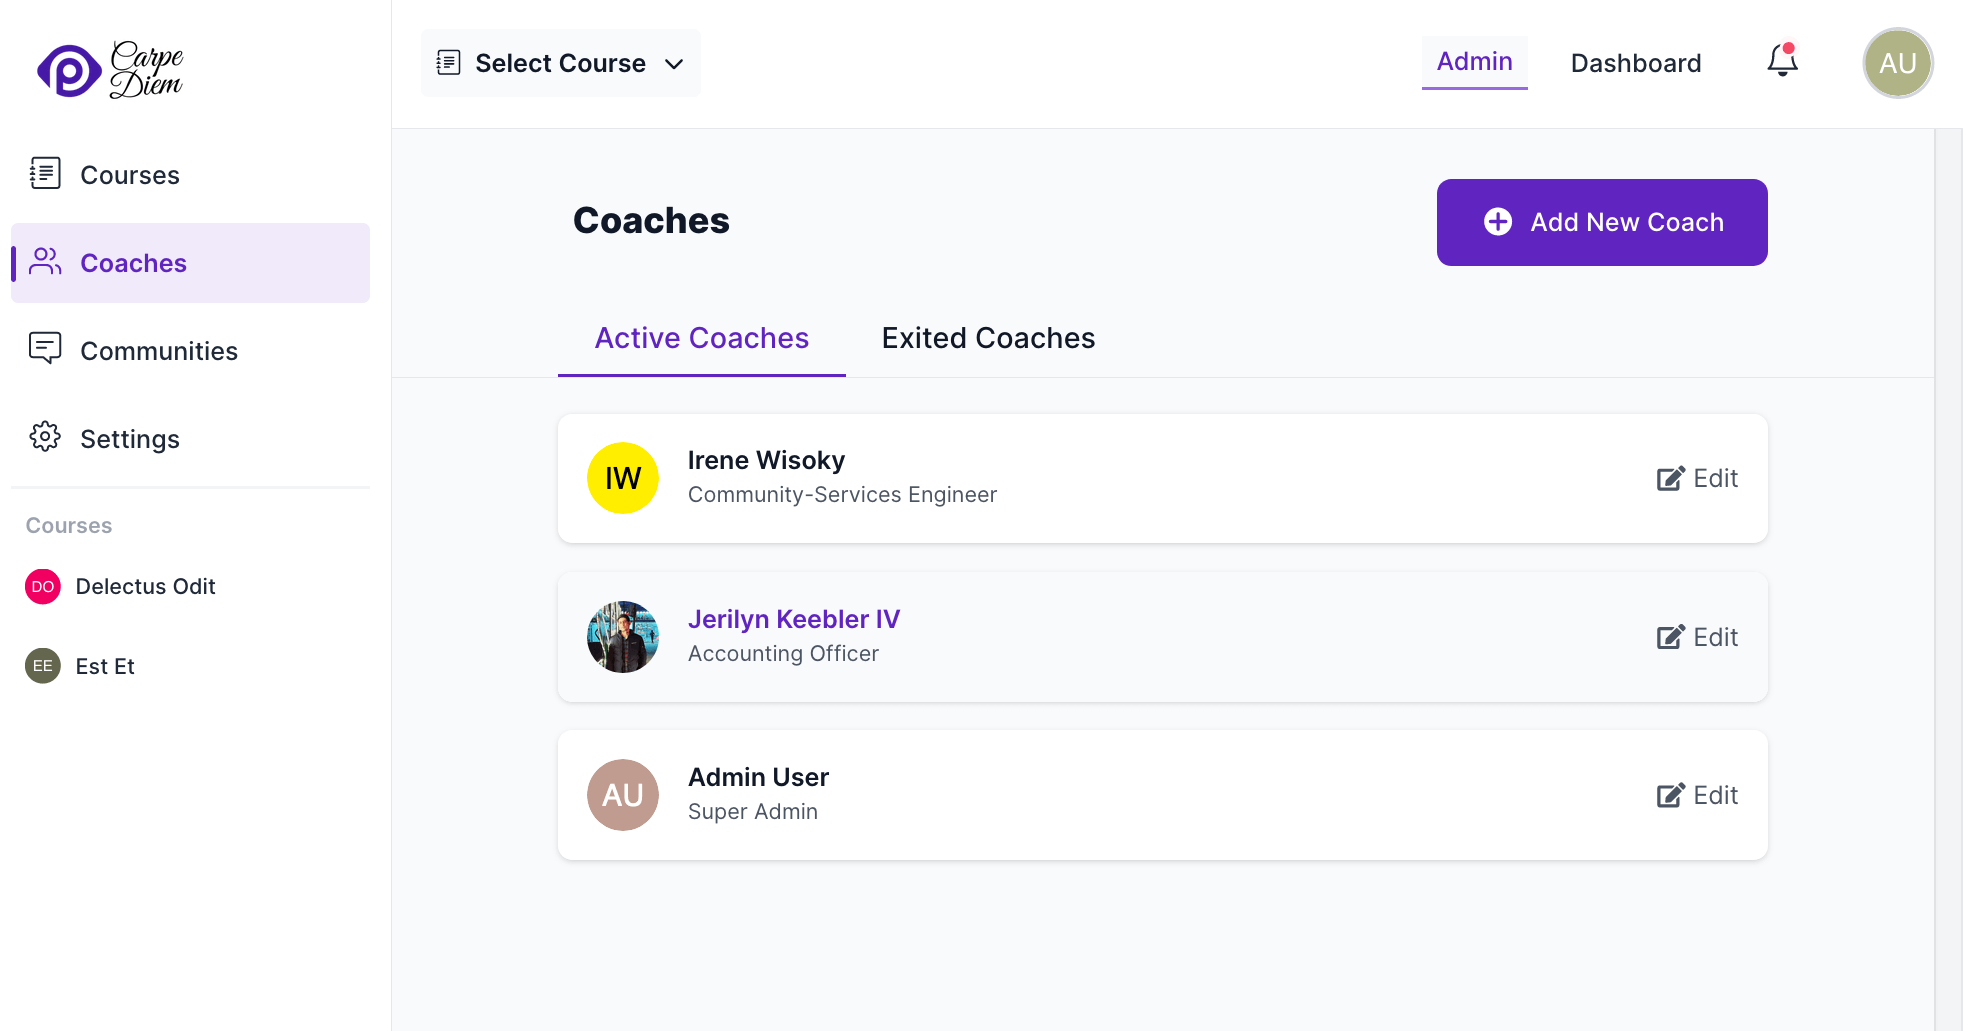 Carpe
Diem
Select Course
Admin
Dashboard
AU
Courses
Coaches
Communities
Settings
Courses
DO
Delectus Odit
EE
Est Et
Coaches
Add New Coach
Active Coaches
Exited Coaches
IW
Irene Wisoky
Community-Services Engineer
Edit
Jerilyn Keebler IV
Accounting Officer
Edit
AU
Admin User
Super Admin
Edit